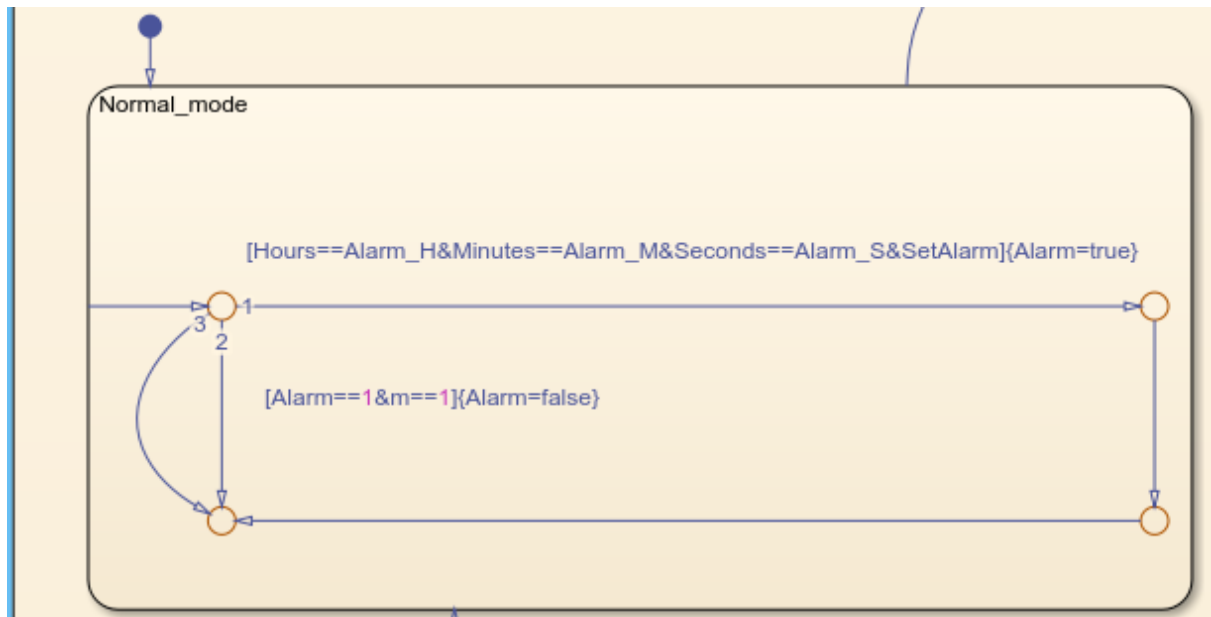 Normal_mode
[Hours==Alarm_H&Minutes==Alarm_M&Seconds==Alarm_S&SetAlarm]{Alarm=true}
1
3
2
[Alarm==1&m==1]{Alarm=false}